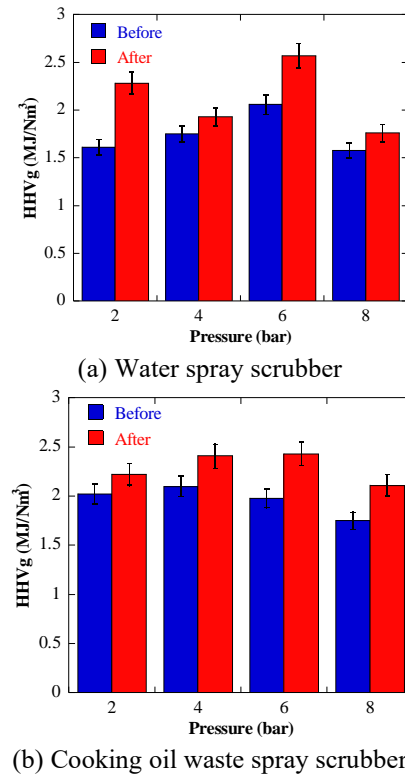 3
Before
After
2.5
2
1.5
1
0.5
0
HHVg (MJ/Nm³)
2 4 6 8
Pressure (bar)
(a) Water spray scrubber
3
Before
After
2.5
2
1.5
1
0.5
0
HHVg (MJ/Nm³)
2 4 6 8
Pressure (bar)
(b) Cooking oil waste spray scrubber